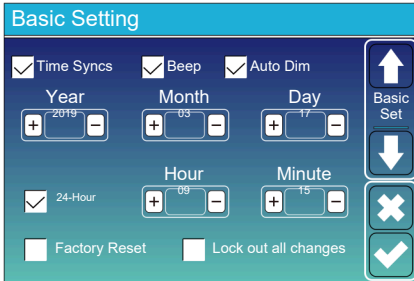 Basic Setting
Time Syncs Beep Auto Dim
Year Month Day
Basic
Set
2019 03 17
+ - + - + -
Hour Minute
24-Hour
09 15
+ - + -
Factory Reset Lock out all changes